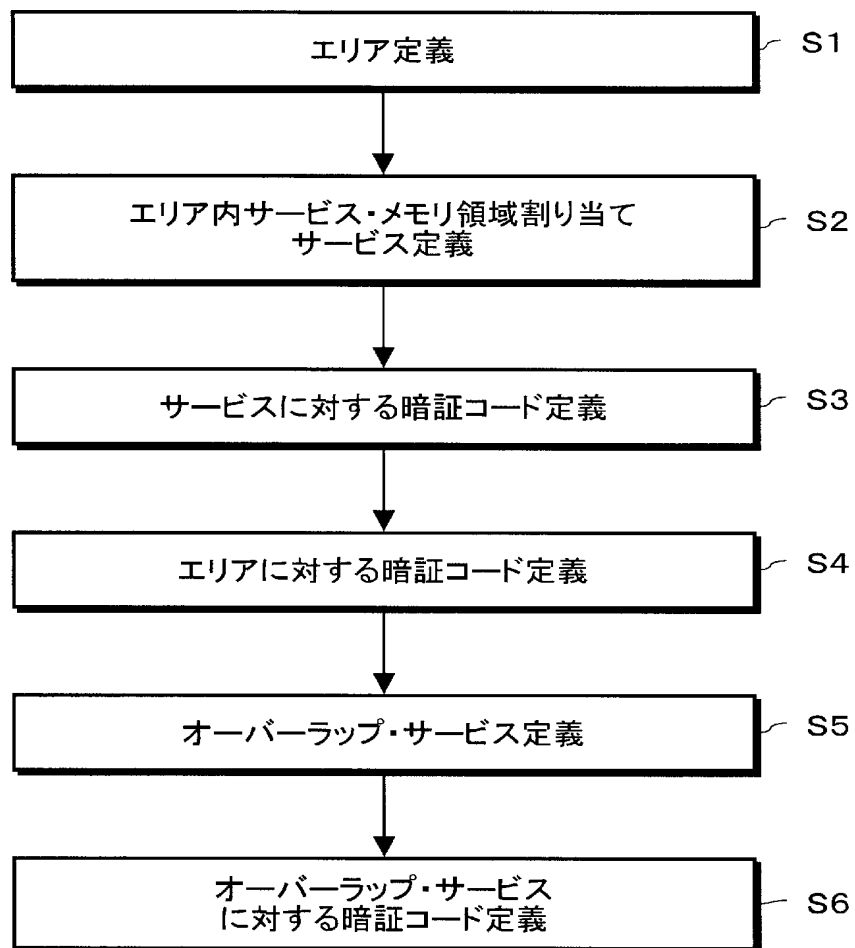 エリア定義
S1
エリア内サービス・メモリ領域割り当て
サービス定義
S2
サービスに対する暗証コード定義
S3
エリアに対する暗証コード定義
S4
オーバーラップ・サービス定義
S5
オーバーラップ・サービス
に対する暗証コード定義
S6